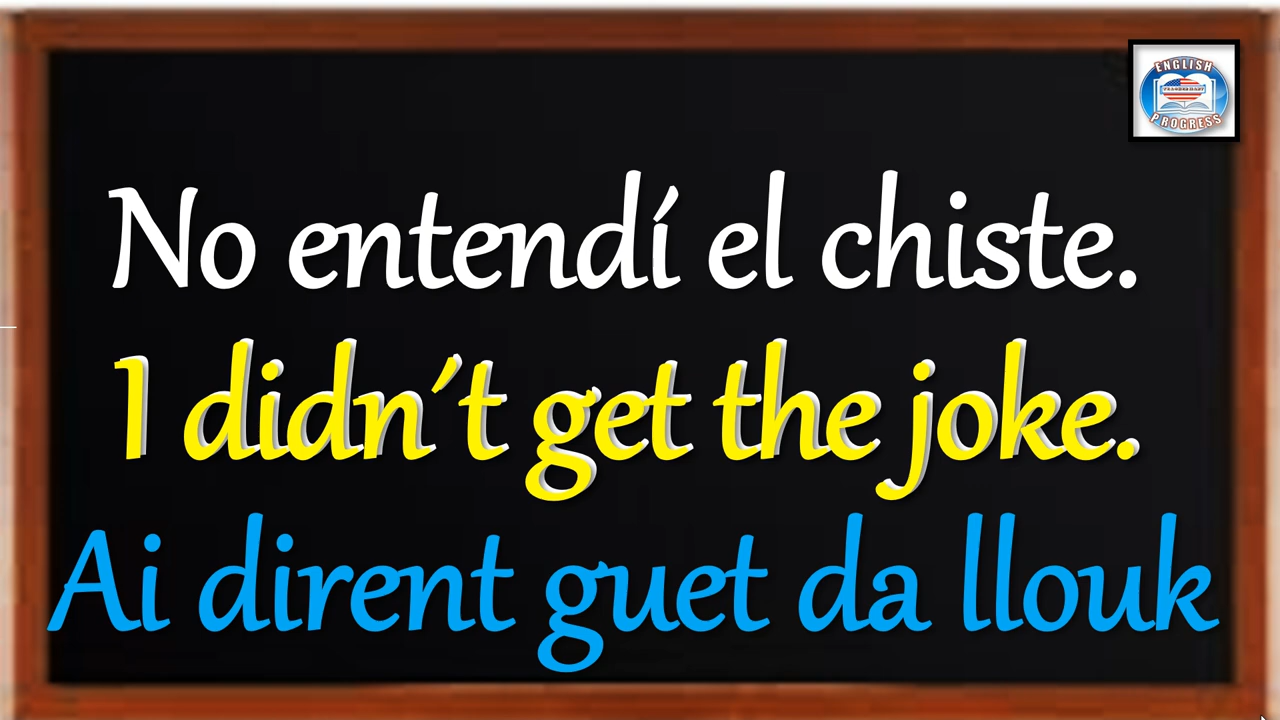 ENGLISH
PROGRESS
No entendí el chiste.
I didn´t get the joke.
Ai dirent guet da llouk